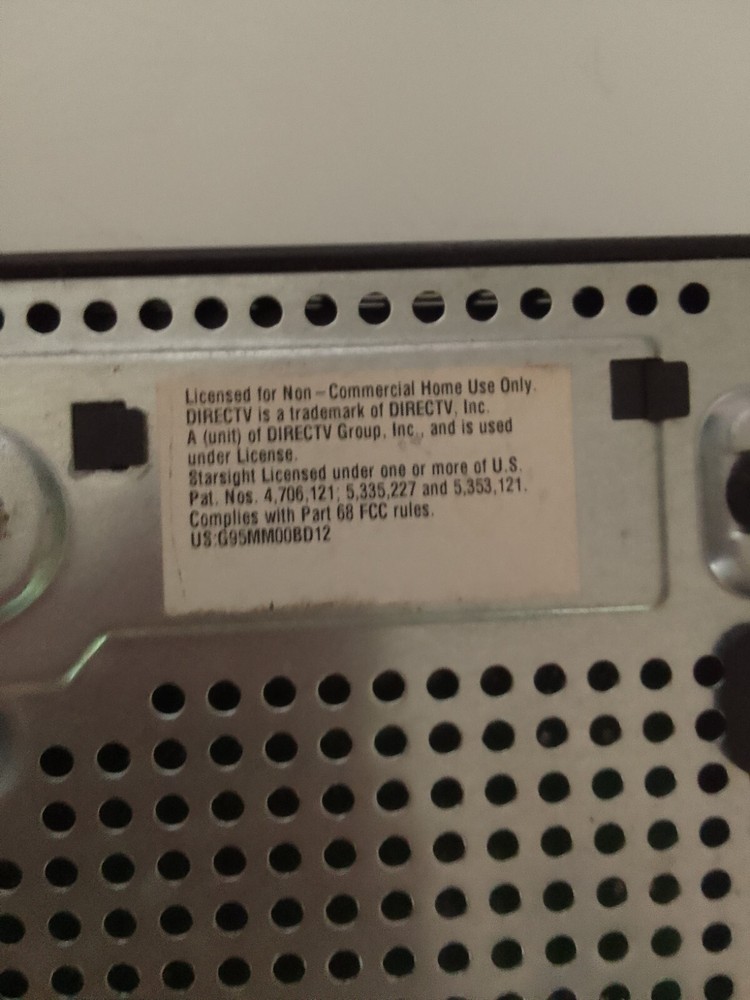 Licensed for Non-Commercial Home Use Only.
DIRECTV is a trademark of DIRECTV, Inc.
A (unit) of DIRECTV Group, Inc., and is used
under License.
Starsight Licensed under one or more of U.S.
Pat. Nos. 4,706,121; 5,335,227 and 5,353,121.
Complies with Part 68 FCC rules.
US:G95MM00BD12